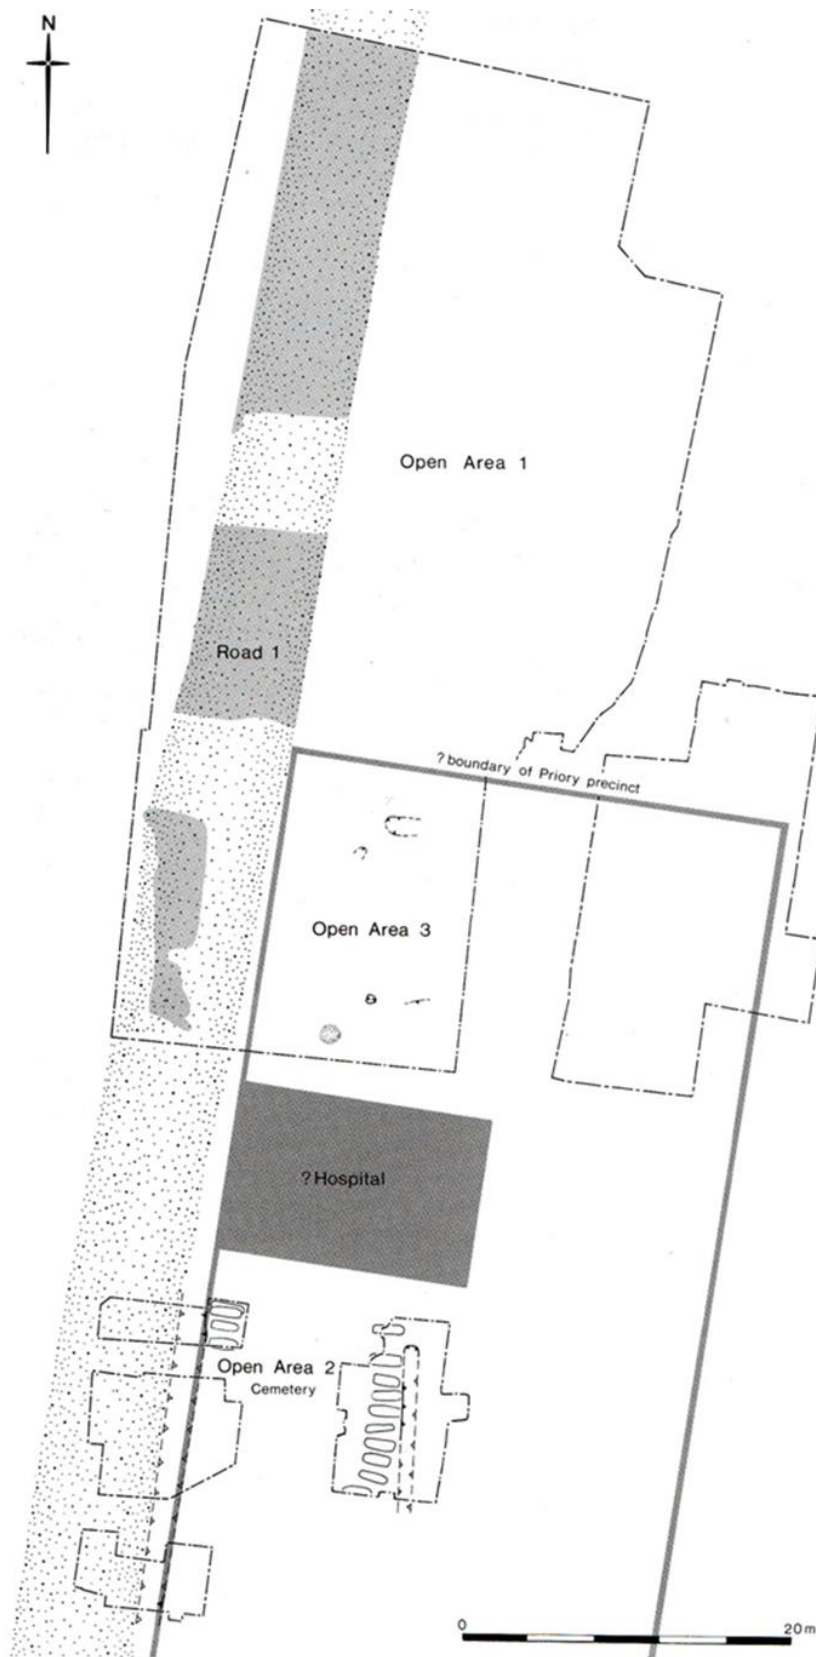 N
Open Area 1
Road 1
? boundary of Priory precinct
Open Area 3
? Hospital
Open Area 2
Cemetery
0 20 m